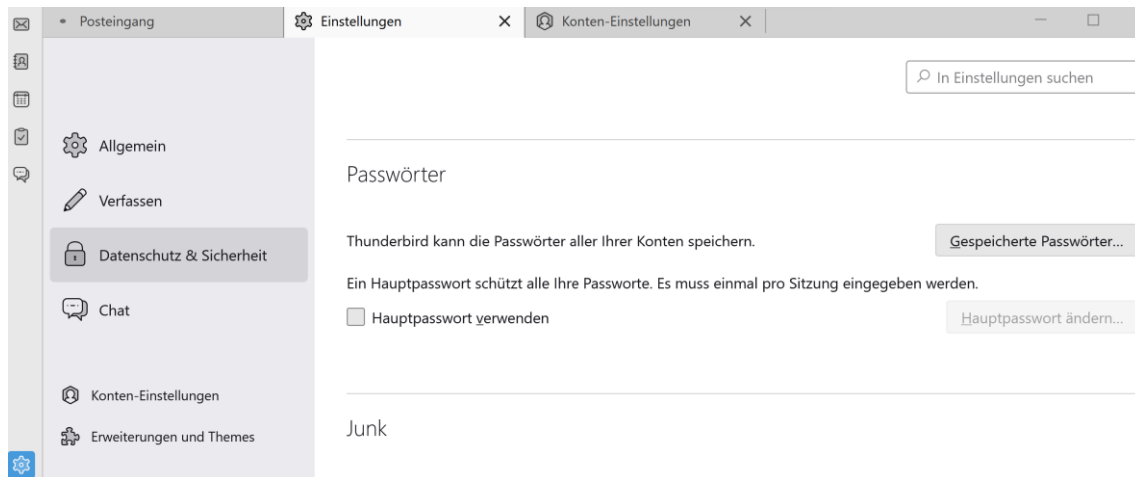 Posteingang
Einstellungen
Konten-Einstellungen
In Einstellungen suchen
Allgemein
Verfassen
Datenschutz & Sicherheit
Chat
Konten-Einstellungen
Erweiterungen und Themes
Passwörter
Thunderbird kann die Passwörter aller Ihrer Konten speichern.
Gespeicherte Passwörter...
Ein Hauptpasswort schützt alle Ihre Passworte. Es muss einmal pro Sitzung eingegeben werden.
Hauptpasswort verwenden
Hauptpasswort ändern...
Junk